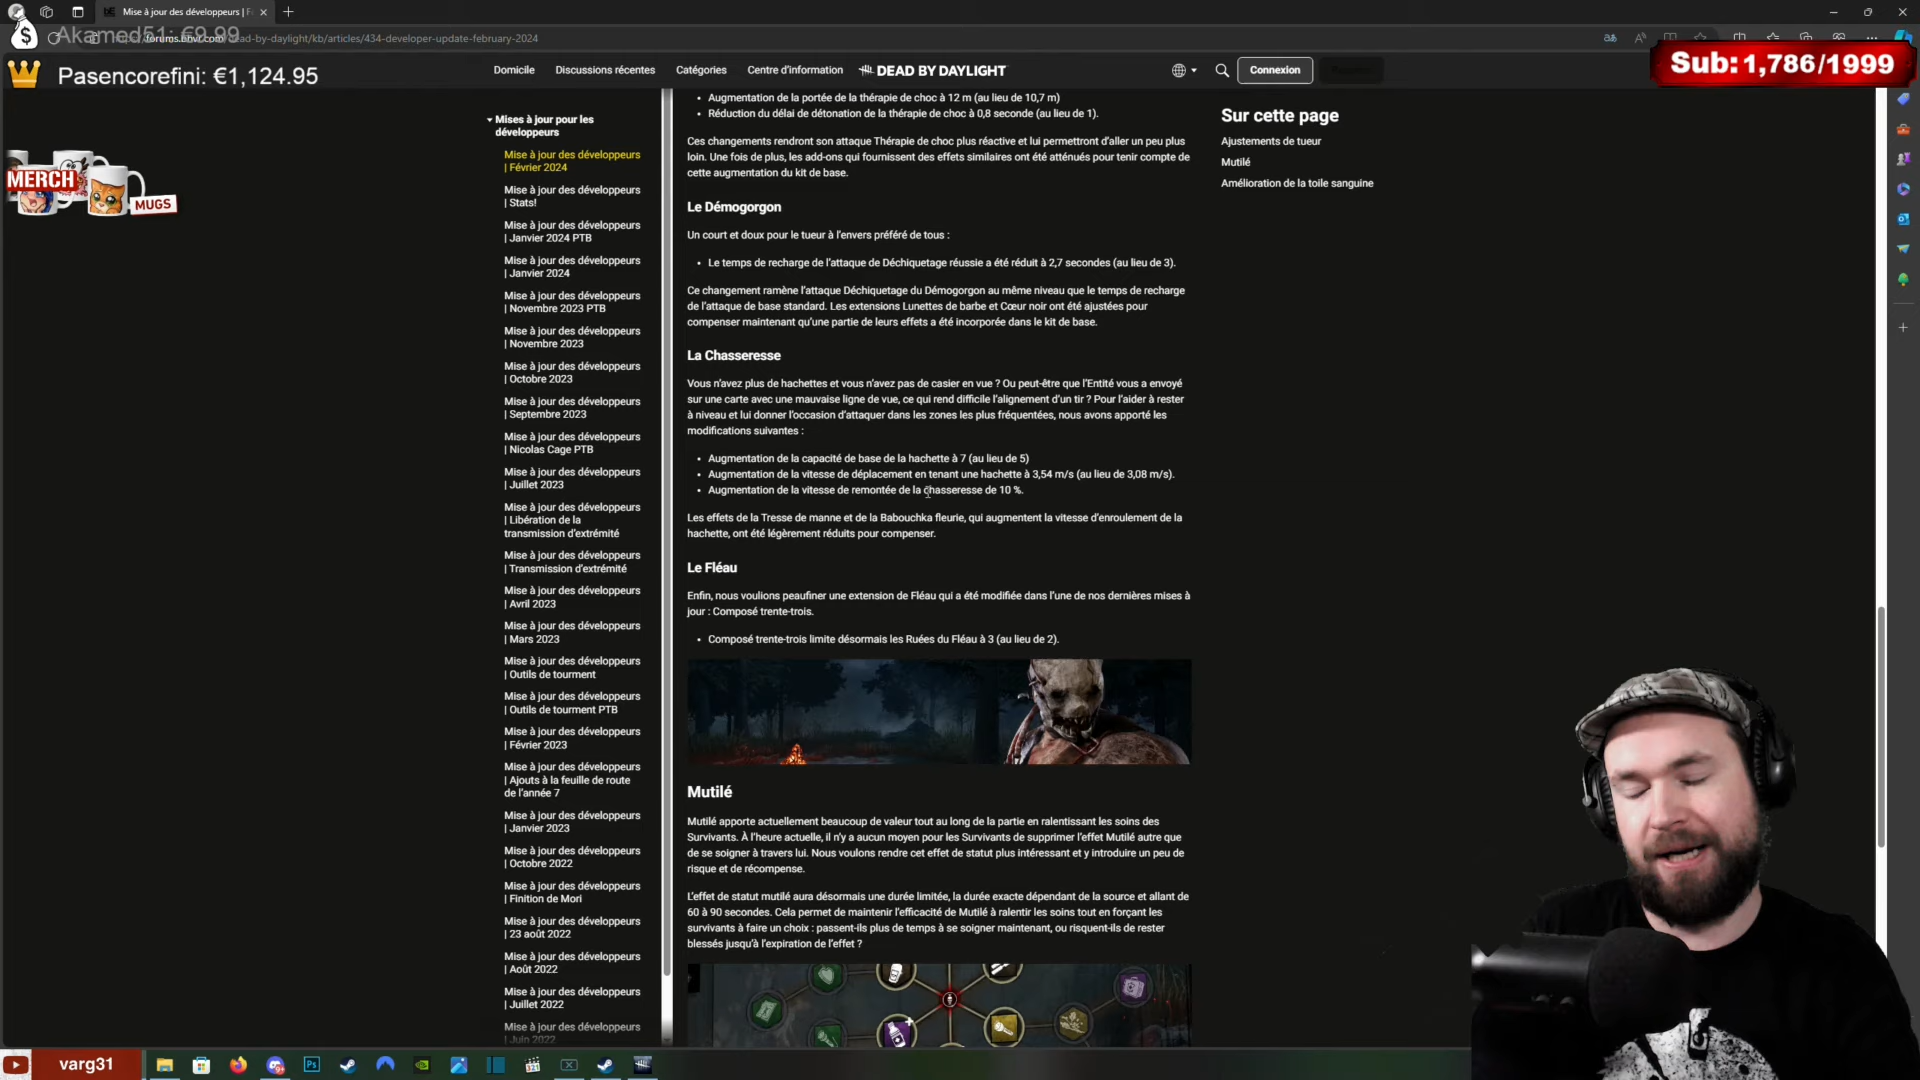 Mise à jour des développeurs | F
Akamed51: €9.99
forums.bhvr.com/dead-by-daylight/kb/articles/434-developer-update-february-2024
Pasencorefini: €1,124.95
Domicile
Discussions récentes
Catégories
Centre d'information
DEAD BY DAYLIGHT
Connexion
Sub: 1,786/1999
MERCH
MUGS
Mises à jour pour les
développeurs
Mise à jour des développeurs
| Février 2024
Mise à jour des développeurs
| Stats!
Mise à jour des développeurs
| Janvier 2024 PTB
Mise à jour des développeurs
| Janvier 2024
Mise à jour des développeurs
| Novembre 2023 PTB
Mise à jour des développeurs
| Novembre 2023
Mise à jour des développeurs
| Octobre 2023
Mise à jour des développeurs
| Septembre 2023
Mise à jour des développeurs
| Nicolas Cage PTB
Mise à jour des développeurs
| Juillet 2023
Mise à jour des développeurs
| Libération de la
transmission d'extrémité
Mise à jour des développeurs
| Transmission d'extrémité
Mise à jour des développeurs
| Avril 2023
Mise à jour des développeurs
| Mars 2023
Mise à jour des développeurs
| Outils de tourment
Mise à jour des développeurs
| Outils de tourment PTB
Mise à jour des développeurs
| Février 2023
Mise à jour des développeurs
| Ajouts à la feuille de route
de l'année 7
Mise à jour des développeurs
| Janvier 2023
Mise à jour des développeurs
| Octobre 2022
Mise à jour des développeurs
| Finition de Mori
Mise à jour des développeurs
| 23 août 2022
Mise à jour des développeurs
| Août 2022
Mise à jour des développeurs
| Juillet 2022
Mise à jour des développeurs
| Juin 2022
• Augmentation de la portée de la thérapie de choc à 12 m (au lieu de 10,7 m)
• Réduction du délai de détonation de la thérapie de choc à 0,8 seconde (au lieu de 1).
Ces changements rendront son attaque Thérapie de choc plus réactive et lui permettront d'aller un peu plus
loin. Une fois de plus, les add-ons qui fournissent des effets similaires ont été atténués pour tenir compte de
cette augmentation du kit de base.
Le Démogorgon
Un court et doux pour le tueur à l'envers préféré de tous :
• Le temps de recharge de l'attaque de Déchiquetage réussie a été réduit à 2,7 secondes (au lieu de 3).
Ce changement ramène l'attaque Déchiquetage du Démogorgon au même niveau que le temps de recharge
de l'attaque de base standard. Les extensions Lunettes de barbe et Cœur noir ont été ajustées pour
compenser maintenant qu'une partie de leurs effets a été incorporée dans le kit de base.
La Chasseresse
Vous n'avez plus de hachettes et vous n'avez pas de casier en vue ? Ou peut-être que l'Entité vous a envoyé
sur une carte avec une mauvaise ligne de vue, ce qui rend difficile l'alignement d'un tir ? Pour l'aider à rester
à niveau et lui donner l'occasion d'attaquer dans les zones les plus fréquentées, nous avons apporté les
modifications suivantes :
• Augmentation de la capacité de base de la hachette à 7 (au lieu de 5)
• Augmentation de la vitesse de déplacement en tenant une hachette à 3,54 m/s (au lieu de 3,08 m/s).
• Augmentation de la vitesse de remontée de la chasseresse de 10 %.
Les effets de la Tresse de manne et de la Babouchka fleurie, qui augmentent la vitesse d'enroulement de la
hachette, ont été légèrement réduits pour compenser.
Le Fléau
Enfin, nous voulions peaufiner une extension de Fléau qui a été modifiée dans l'une de nos dernières mises à
jour : Composé trente-trois.
• Composé trente-trois limite désormais les Ruées du Fléau à 3 (au lieu de 2).
Mutilé
Mutilé apporte actuellement beaucoup de valeur tout au long de la partie en ralentissant les soins des
Survivants. À l'heure actuelle, il n'y a aucun moyen pour les Survivants de supprimer l'effet Mutilé autre que
de se soigner à travers lui. Nous voulons rendre cet effet de statut plus intéressant et y introduire un peu de
risque et de récompense.
L'effet de statut mutilé aura désormais une durée limitée, la durée exacte dépendant de la source et allant de
60 à 90 secondes. Cela permet de maintenir l'efficacité de Mutilé à ralentir les soins tout en forçant les
survivants à faire un choix : passent-ils plus de temps à se soigner maintenant, ou risquent-ils de rester
blessés jusqu'à l'expiration de l'effet ?
Sur cette page
Ajustements de tueur
Mutilé
Amélioration de la toile sanguine
varg31